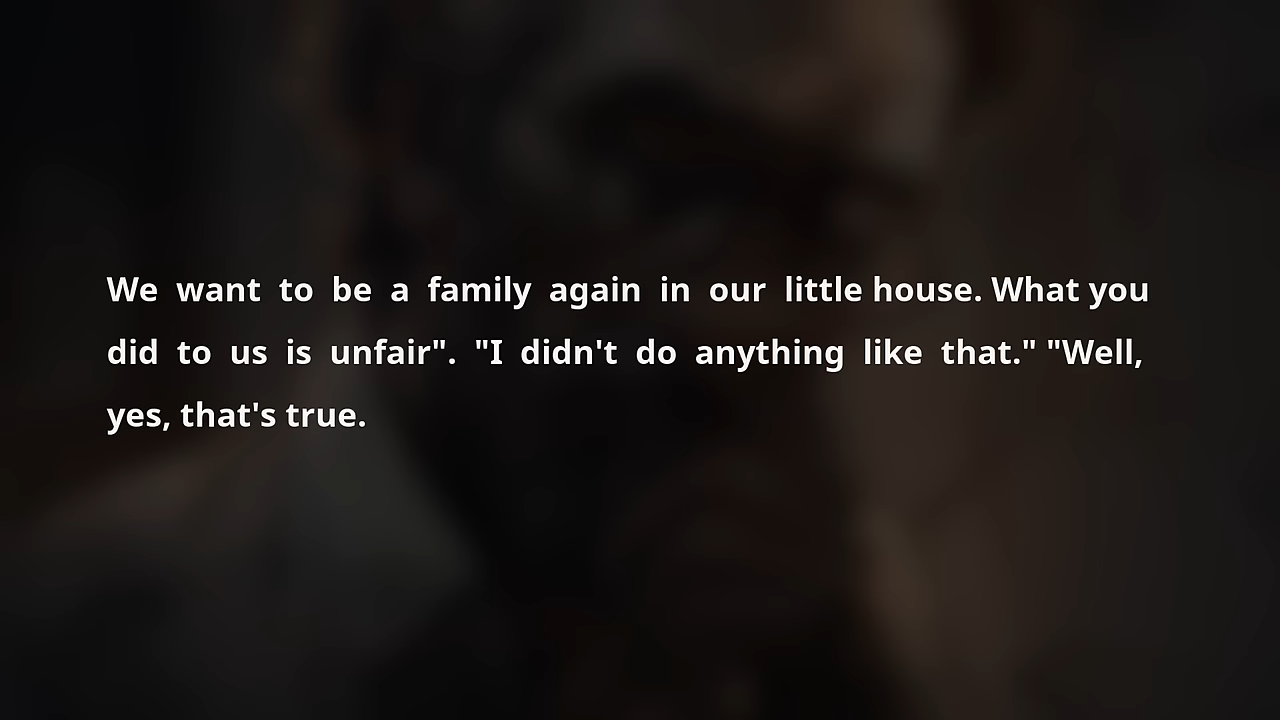 We want to be a family again in our little house. What you
did to us is unfair". "I didn't do anything like that." "Well,
yes, that's true.